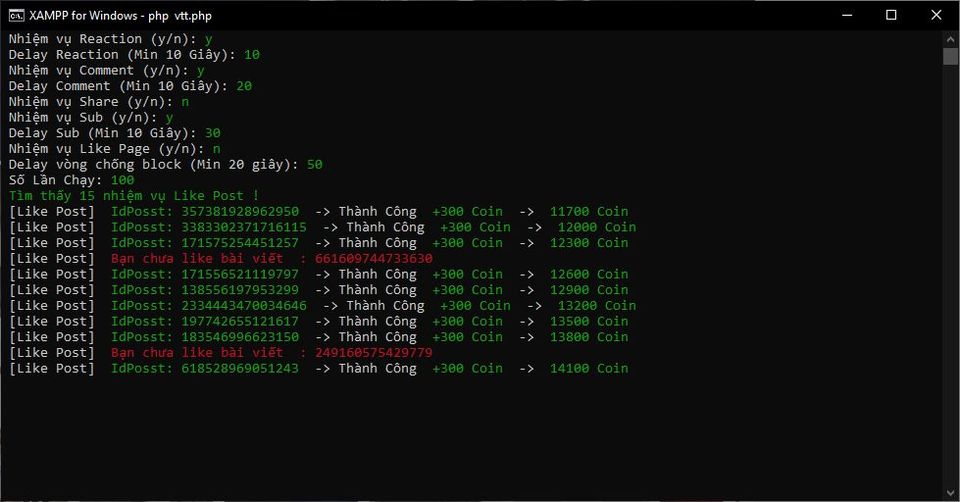 XAMPP for Windows - php vtt.php
Nhiệm vụ Reaction (y/n): y
Delay Reaction (Min 10 Giây): 10
Nhiệm vụ Comment (y/n): y
Delay Comment (Min 10 Giây): 20
Nhiệm vụ Share (y/n): n
Nhiệm vụ Sub (y/n): y
Delay Sub (Min 10 Giây): 30
Nhiệm vụ Like Page (y/n): n
Delay vòng chống block (Min 20 giây): 50
Số Lần Chạy: 100
Tìm thấy 15 nhiệm vụ Like Post !
[Like Post]  IdPosst: 357381928962950  -> Thành Công  +300 Coin  ->  11700 Coin
[Like Post]  IdPosst: 3383302371716115  -> Thành Công  +300 Coin  ->  12000 Coin
[Like Post]  IdPosst: 171575254451257  -> Thành Công  +300 Coin  ->  12300 Coin
[Like Post]  Bạn chưa like bài viết  : 661609744733630
[Like Post]  IdPosst: 171556521119797  -> Thành Công  +300 Coin  ->  12600 Coin
[Like Post]  IdPosst: 138556197953299  -> Thành Công  +300 Coin  ->  12900 Coin
[Like Post]  IdPosst: 2334443470034646  -> Thành Công  +300 Coin  ->  13200 Coin
[Like Post]  IdPosst: 197742655121617  -> Thành Công  +300 Coin  ->  13500 Coin
[Like Post]  IdPosst: 183546996623150  -> Thành Công  +300 Coin  ->  13800 Coin
[Like Post]  Bạn chưa like bài viết  : 249160575429779
[Like Post]  IdPosst: 618528969051243  -> Thành Công  +300 Coin  ->  14100 Coin